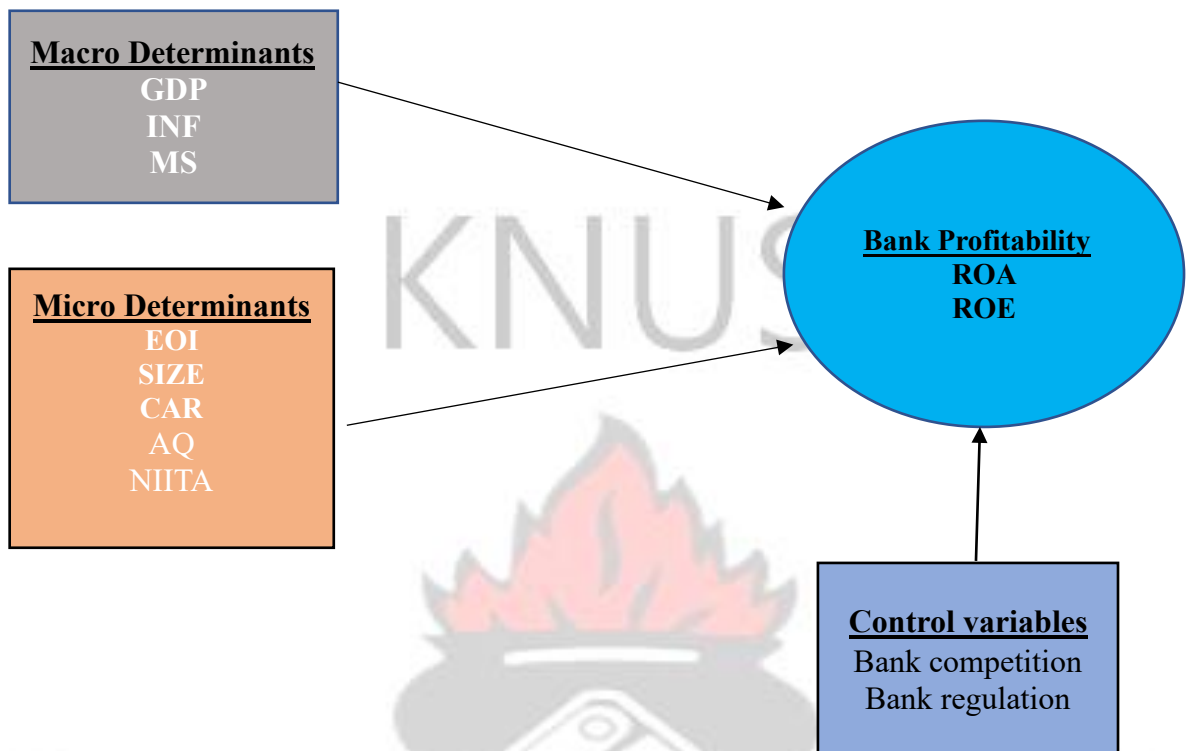 Macro Determinants
GDP
INF
MS
KNUS
Bank Profitability
ROA
ROE
Micro Determinants
EOI
SIZE
CAR
AQ
NIITA
Control variables
Bank competition
Bank regulation